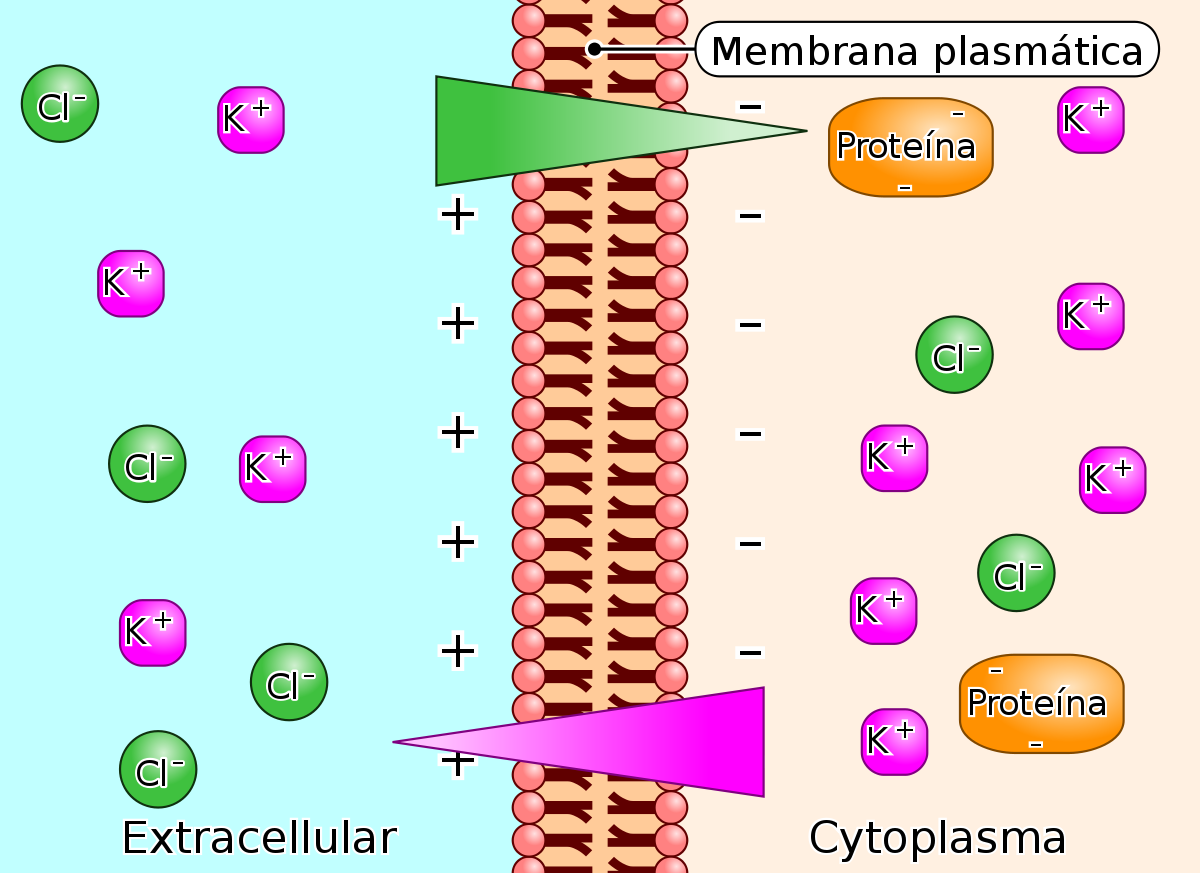 Membrana plasmática
Cl⁻
K⁺
−
Proteína
−
−
K⁺
+
−
K⁺
K⁺
+
−
Cl⁻
+
−
K⁺
Cl⁻
K⁺
K⁺
+
−
Cl⁻
K⁺
K⁺
+
−
Cl⁻
−
Proteína
−
+
K⁺
Cl⁻
Extracellular
Cytoplasma